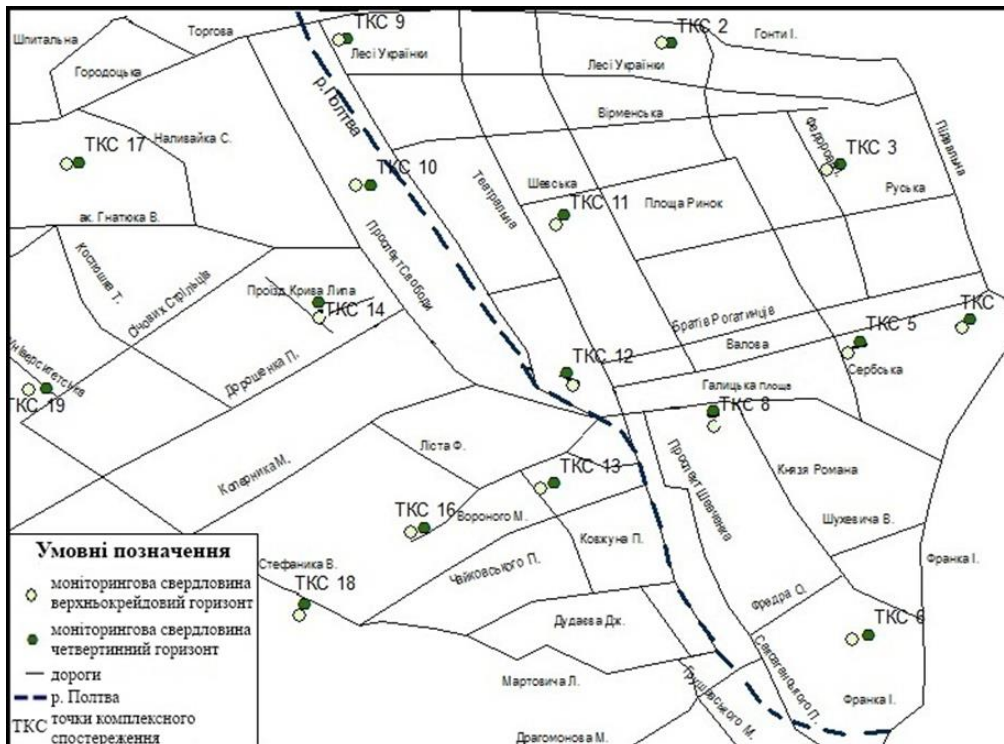 ТКС 9
ТКС 2
Шпитальна
Торгова
Городоцька
Лесі Українки
Лесі Українки
Гонти І.
р. Полтва
Вірменська
Підвальна
ТКС 17
Наливайка С.
ТКС 10
Театральна
Шевська
ТКС 11
Площа Ринок
ТКС 3
Руська
ак. Гнатюка В.
Проспект Свободи
Костюшка Т.
Січових Стрільців
Проїзд Крива Липа
ТКС 14
Братів Рогатинців
Валова
ТКС 5
ТКС
Сербська
Університетська
ТКС 19
Дорошенка П.
ТКС 12
Галицька площа
ТКС 8
Коперника М.
Ліста Ф.
ТКС 13
Проспект Шевченка
Князя Романа
ТКС 16
Вороного М.
Шухевича В.
Ковжуна П.
Франка І.
Стефаника В.
Чайковського П.
ТКС 18
Фредра О.
Дудаєва Дж.
ТКС 6
Саксаганського П.
Мартовича Л.
Грушевського М.
Франка І.
Драгоманова М.
Умовні позначення
моніторингова свердловина
верхньокрейдовий горизонт
моніторингова свердловина
четвертинний горизонт
дороги
р. Полтва
ТКС точки комплексного
спостереження